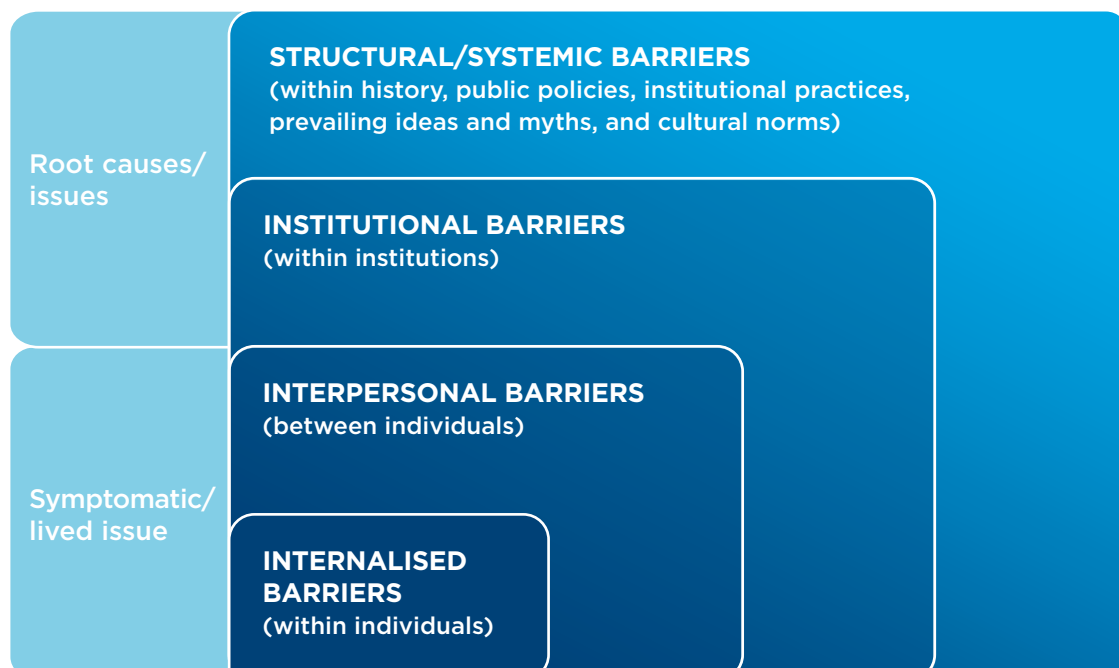 STRUCTURAL/SYSTEMIC BARRIERS
(within history, public policies, institutional practices,
prevailing ideas and myths, and cultural norms)
Root causes/
issues
INSTITUTIONAL BARRIERS
(within institutions)
INTERPERSONAL BARRIERS
(between individuals)
Symptomatic/
lived issue
INTERNALISED
BARRIERS
(within individuals)